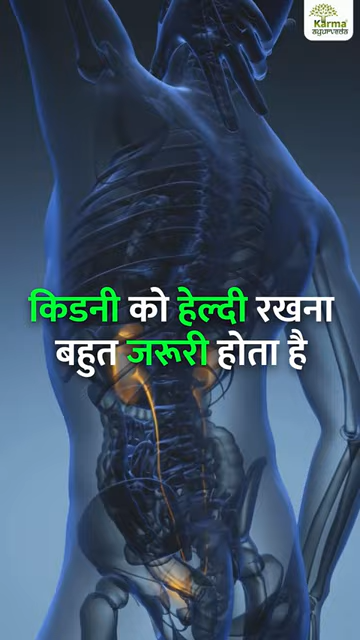 Karma
ayurveda
किडनी को हेल्दी रखना
बहुत जरूरी होता है